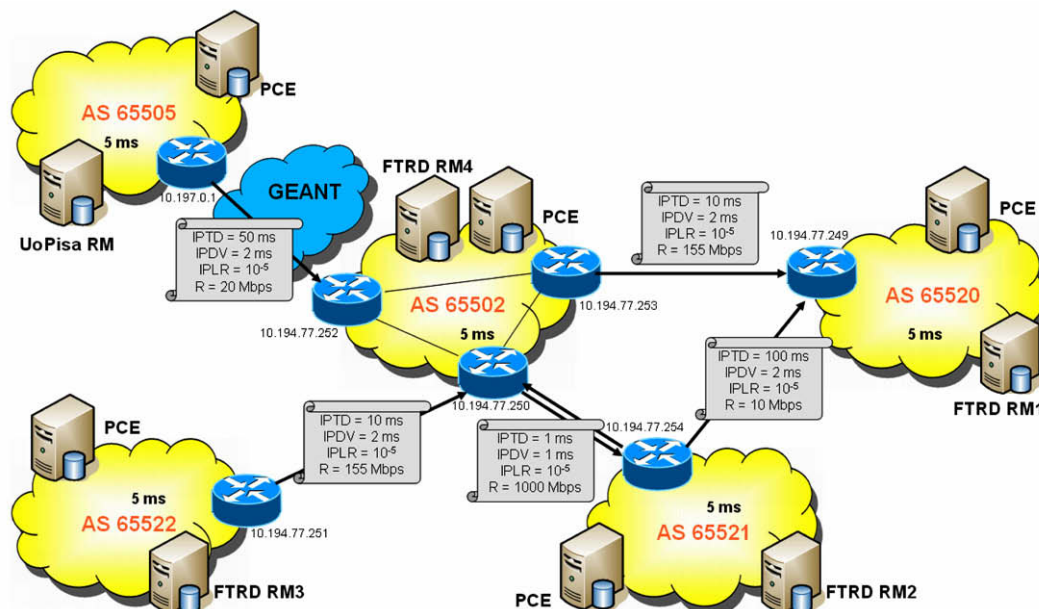 PCE
AS 65505
5 ms
10.197.0.1
UoPisa RM
GEANT
IPTD = 50 ms
IPDV = 2 ms
IPLR = 10⁻⁵
R = 20 Mbps
FTRD RM4
PCE
AS 65502
5 ms
10.194.77.252
10.194.77.253
10.194.77.250
IPTD = 10 ms
IPDV = 2 ms
IPLR = 10⁻⁵
R = 155 Mbps
PCE
10.194.77.249
AS 65520
5 ms
FTRD RM1
IPTD = 100 ms
IPDV = 2 ms
IPLR = 10⁻⁵
R = 10 Mbps
PCE
5 ms
AS 65522
10.194.77.251
FTRD RM3
IPTD = 10 ms
IPDV = 2 ms
IPLR = 10⁻⁵
R = 155 Mbps
IPTD = 1 ms
IPDV = 1 ms
IPLR = 10⁻⁵
R = 1000 Mbps
10.194.77.254
5 ms
AS 65521
PCE
FTRD RM2